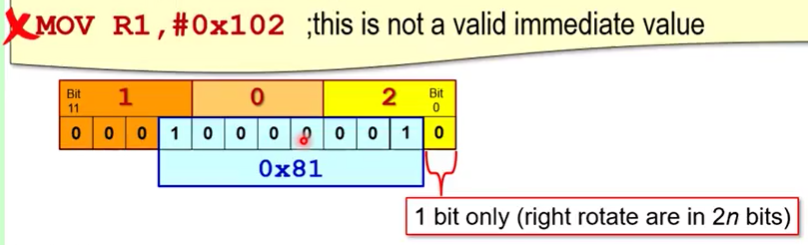 MOV R1,#0x102 ;this is not a valid immediate value
Bit 11 1 0 2 Bit 0
0 0 0 1 0 0 0 0 0 0 1 0
0x81
1 bit only (right rotate are in 2n bits)